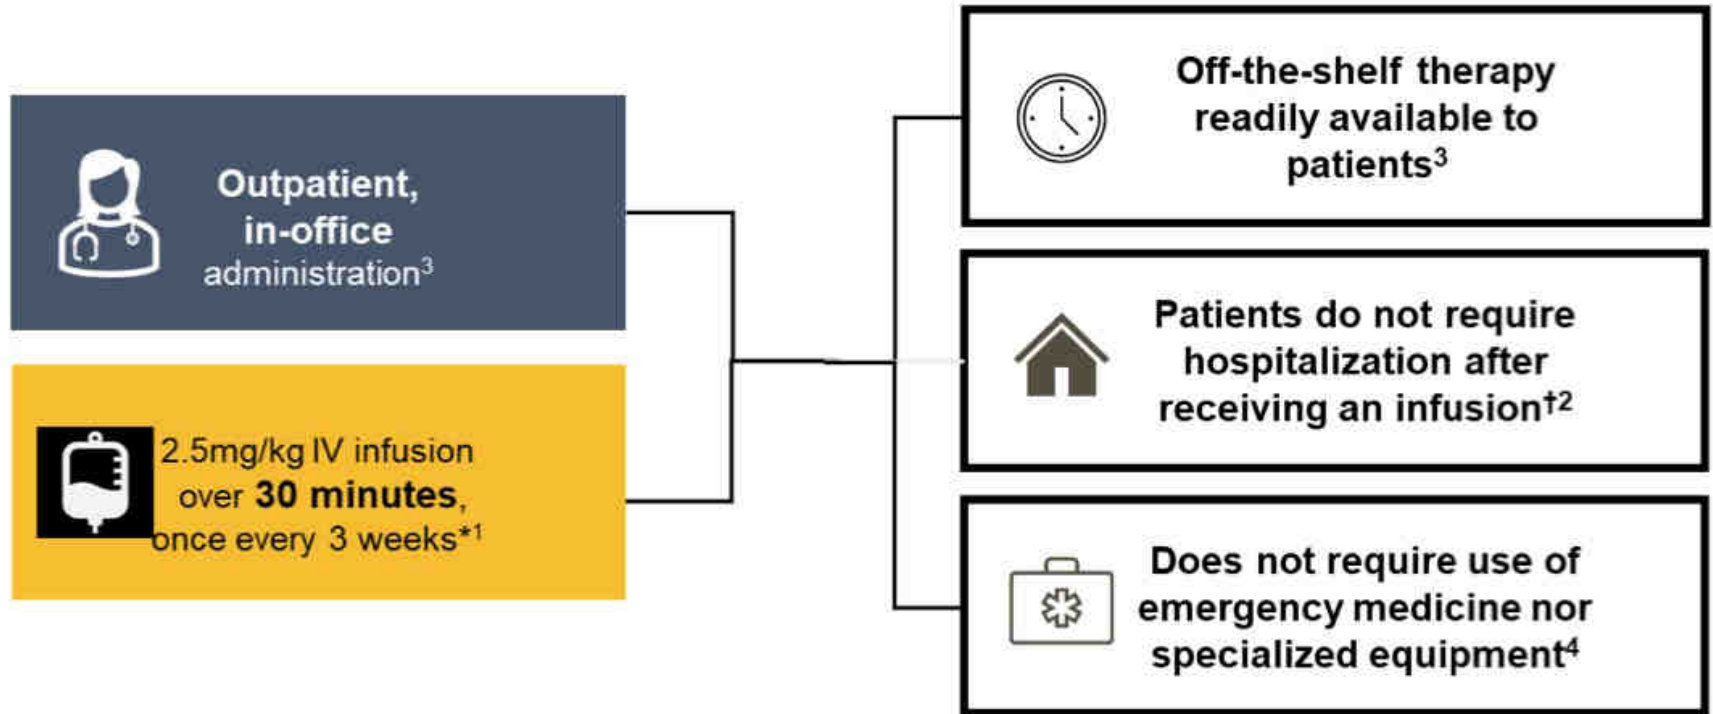 Outpatient,
in-office
administration³
2.5mg/kg IV infusion
over 30 minutes,
once every 3 weeks*¹
Off-the-shelf therapy
readily available to
patients³
Patients do not require
hospitalization after
receiving an infusion†²
Does not require use of
emergency medicine nor
specialized equipment⁴